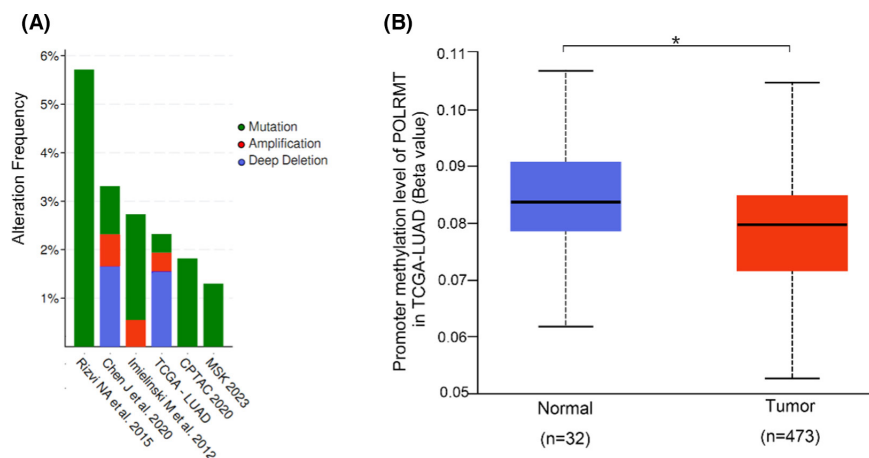 (A)
Alteration Frequency
6%
5%
4%
3%
2%
1%
Mutation
Amplification
Deep Deletion
Rizvi NA et al. 2015
Chen J et al. 2020
Imielinski M et al. 2012
TCGA - LUAD
CPTAC 2020
MSK 2023
(B)
Promoter methylation level of POLRMT
in TCGA-LUAD (Beta value)
0.11
0.10
0.09
0.08
0.07
0.06
0.05
*
Normal
(n=32)
Tumor
(n=473)